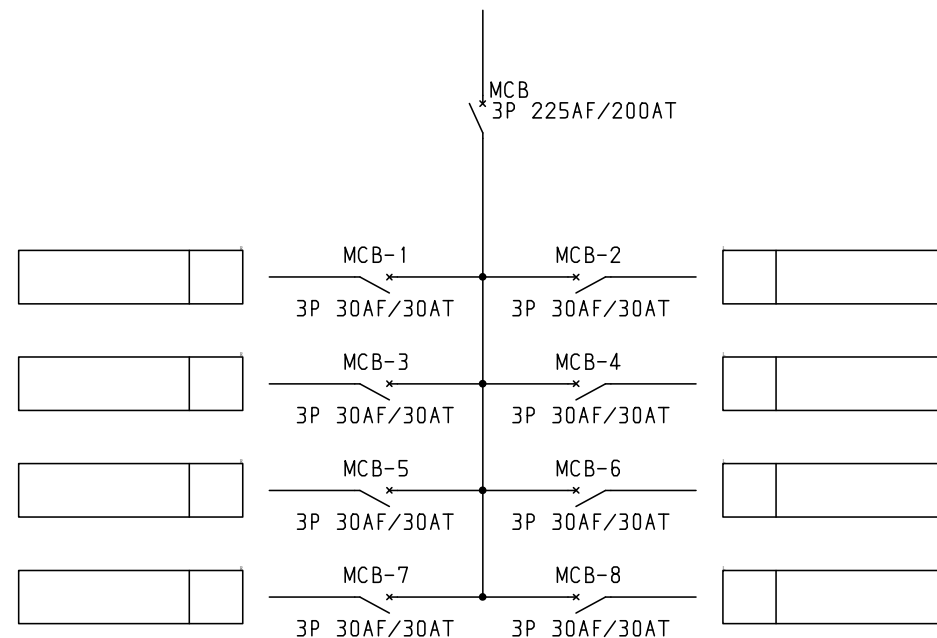 MCB
3P 225AF/200AT
MCB-1 MCB-2
3P 30AF/30AT 3P 30AF/30AT
MCB-3 MCB-4
3P 30AF/30AT 3P 30AF/30AT
MCB-5 MCB-6
3P 30AF/30AT 3P 30AF/30AT
MCB-7 MCB-8
3P 30AF/30AT 3P 30AF/30AT